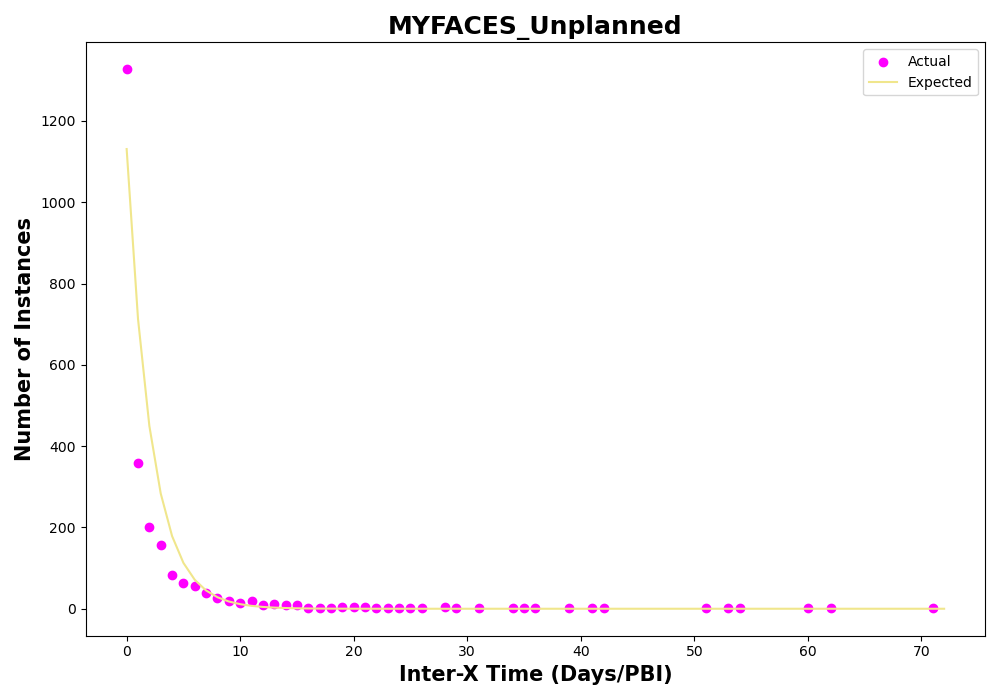 MYFACES_Unplanned
Actual
Expected
1200
1000
800
600
400
200
0
Number of Instances
0 10 20 30 40 50 60 70
Inter-X Time (Days/PBI)